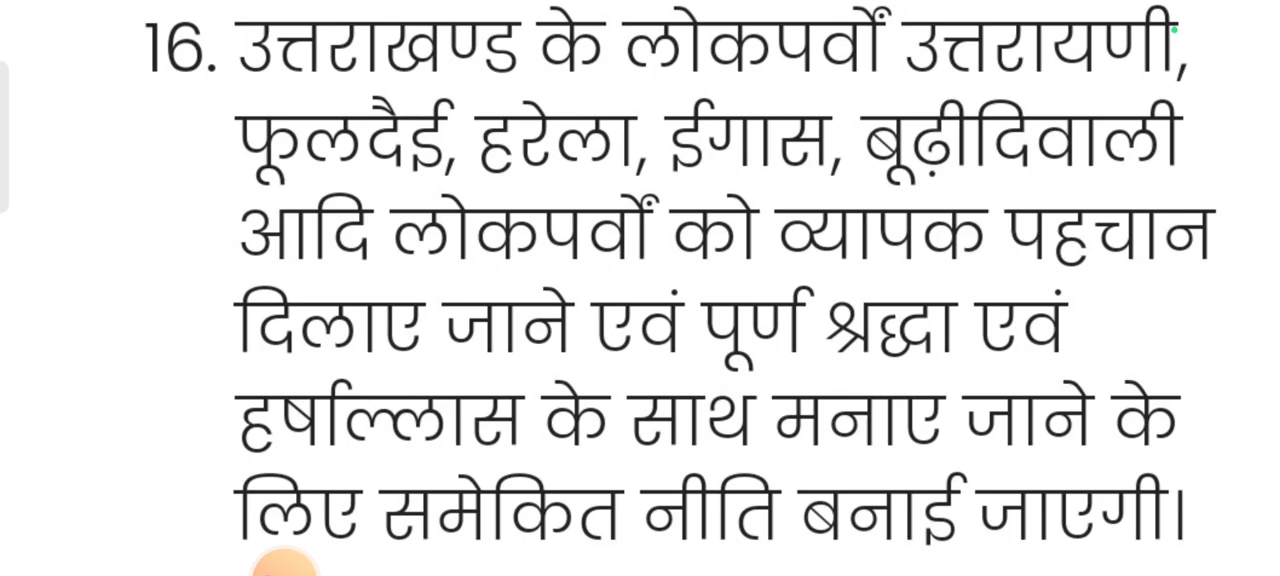 16. उत्तराखण्ड के लोकपर्वों उत्तरायणी,
फूलदैई, हरेला, ईगास, बूढ़ीदिवाली
आदि लोकपर्वों को व्यापक पहचान
दिलाए जाने एवं पूर्ण श्रद्धा एवं
हर्षाल्लास के साथ मनाए जाने के
लिए समेकित नीति बनाई जाएगी।